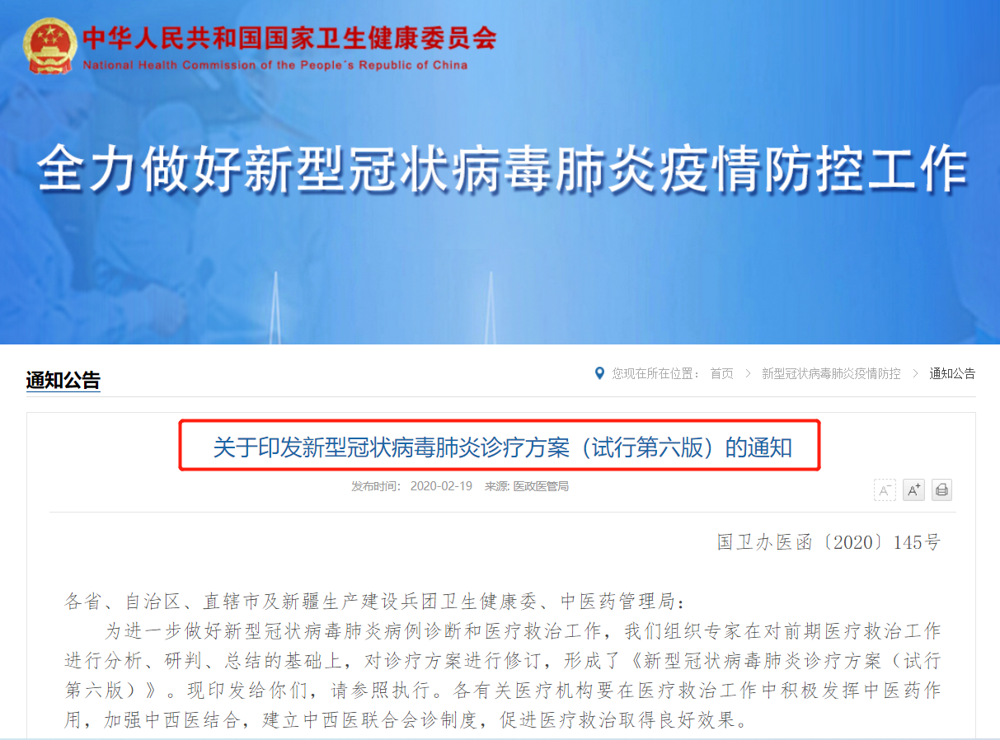 中华人民共和国国家卫生健康委员会
National Health Commission of the People´s Republic of China
全力做好新型冠状病毒肺炎疫情防控工作
通知公告
您现在所在位置： 首页 > 新型冠状病毒肺炎疫情防控 > 通知公告
关于印发新型冠状病毒肺炎诊疗方案（试行第六版）的通知
发布时间： 2020-02-19 来源: 医政医管局
A- A+
国卫办医函〔2020〕145号
各省、自治区、直辖市及新疆生产建设兵团卫生健康委、中医药管理局：
为进一步做好新型冠状病毒肺炎病例诊断和医疗救治工作，我们组织专家在对前期医疗救治工作
进行分析、研判、总结的基础上，对诊疗方案进行修订，形成了《新型冠状病毒肺炎诊疗方案（试行
第六版）》。现印发给你们，请参照执行。各有关医疗机构要在医疗救治工作中积极发挥中医药作
用，加强中西医结合，建立中西医联合会诊制度，促进医疗救治取得良好效果。